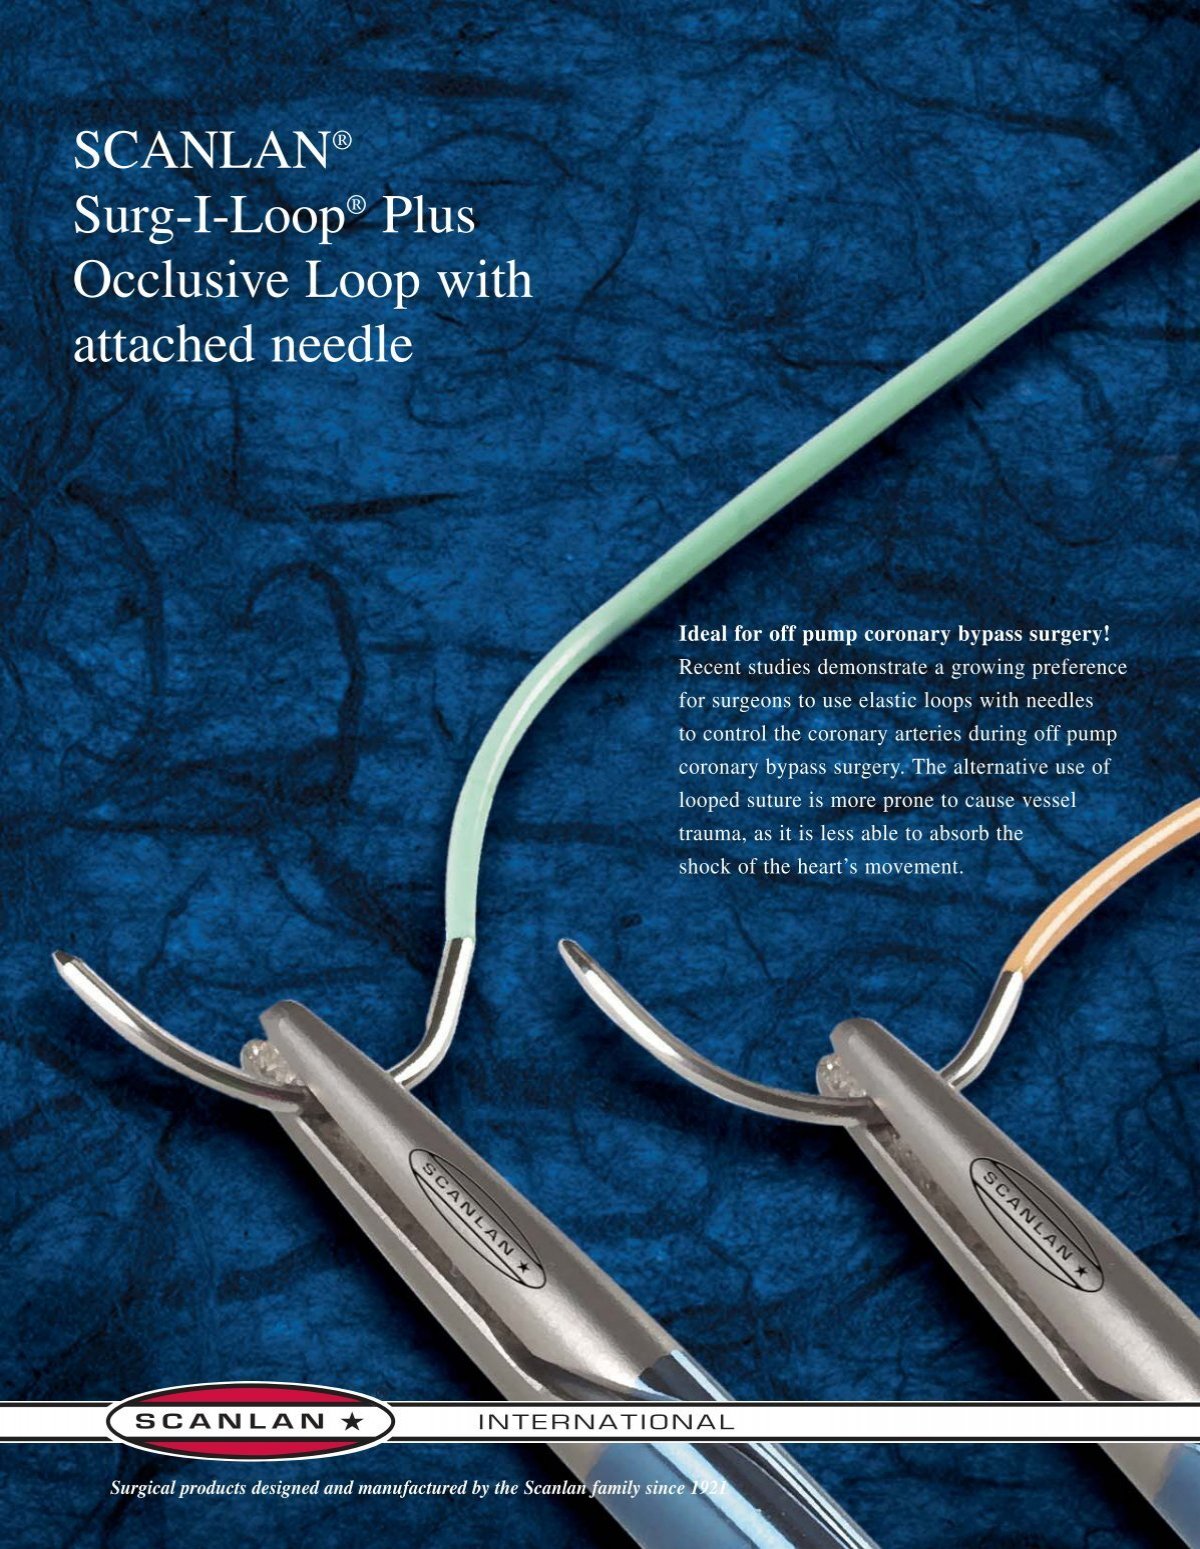 SCANLAN®
Surg-I-Loop® Plus
Occlusive Loop with
attached needle
Ideal for off pump coronary bypass surgery!
Recent studies demonstrate a growing preference
for surgeons to use elastic loops with needles
to control the coronary arteries during off pump
coronary bypass surgery. The alternative use of
looped suture is more prone to cause vessel
trauma, as it is less able to absorb the
shock of the heart's movement.
SCANLAN ★
SCANLAN ★
SCANLAN ★ INTERNATIONAL
Surgical products designed and manufactured by the Scanlan family since 1921